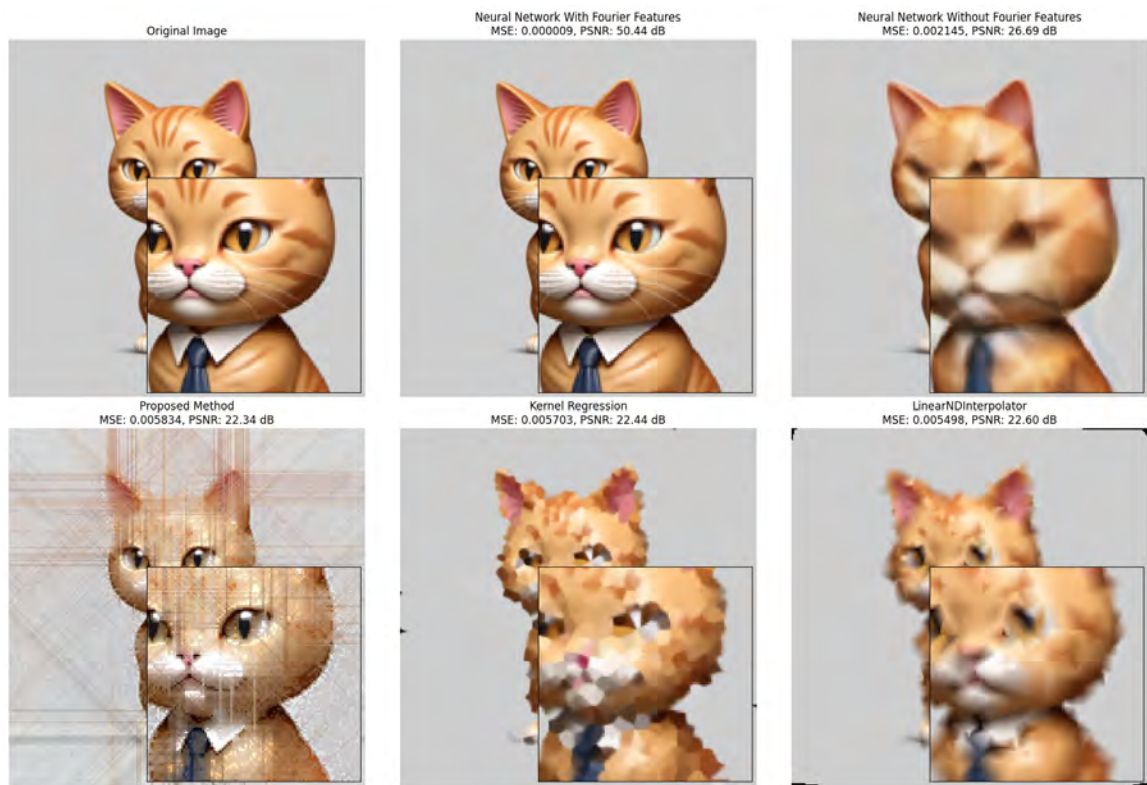 Original Image
Neural Network With Fourier Features
MSE: 0.000009, PSNR: 50.44 dB
Neural Network Without Fourier Features
MSE: 0.002145, PSNR: 26.69 dB
Proposed Method
MSE: 0.005834, PSNR: 22.34 dB
Kernel Regression
MSE: 0.005703, PSNR: 22.44 dB
LinearNDInterpolator
MSE: 0.005498, PSNR: 22.60 dB